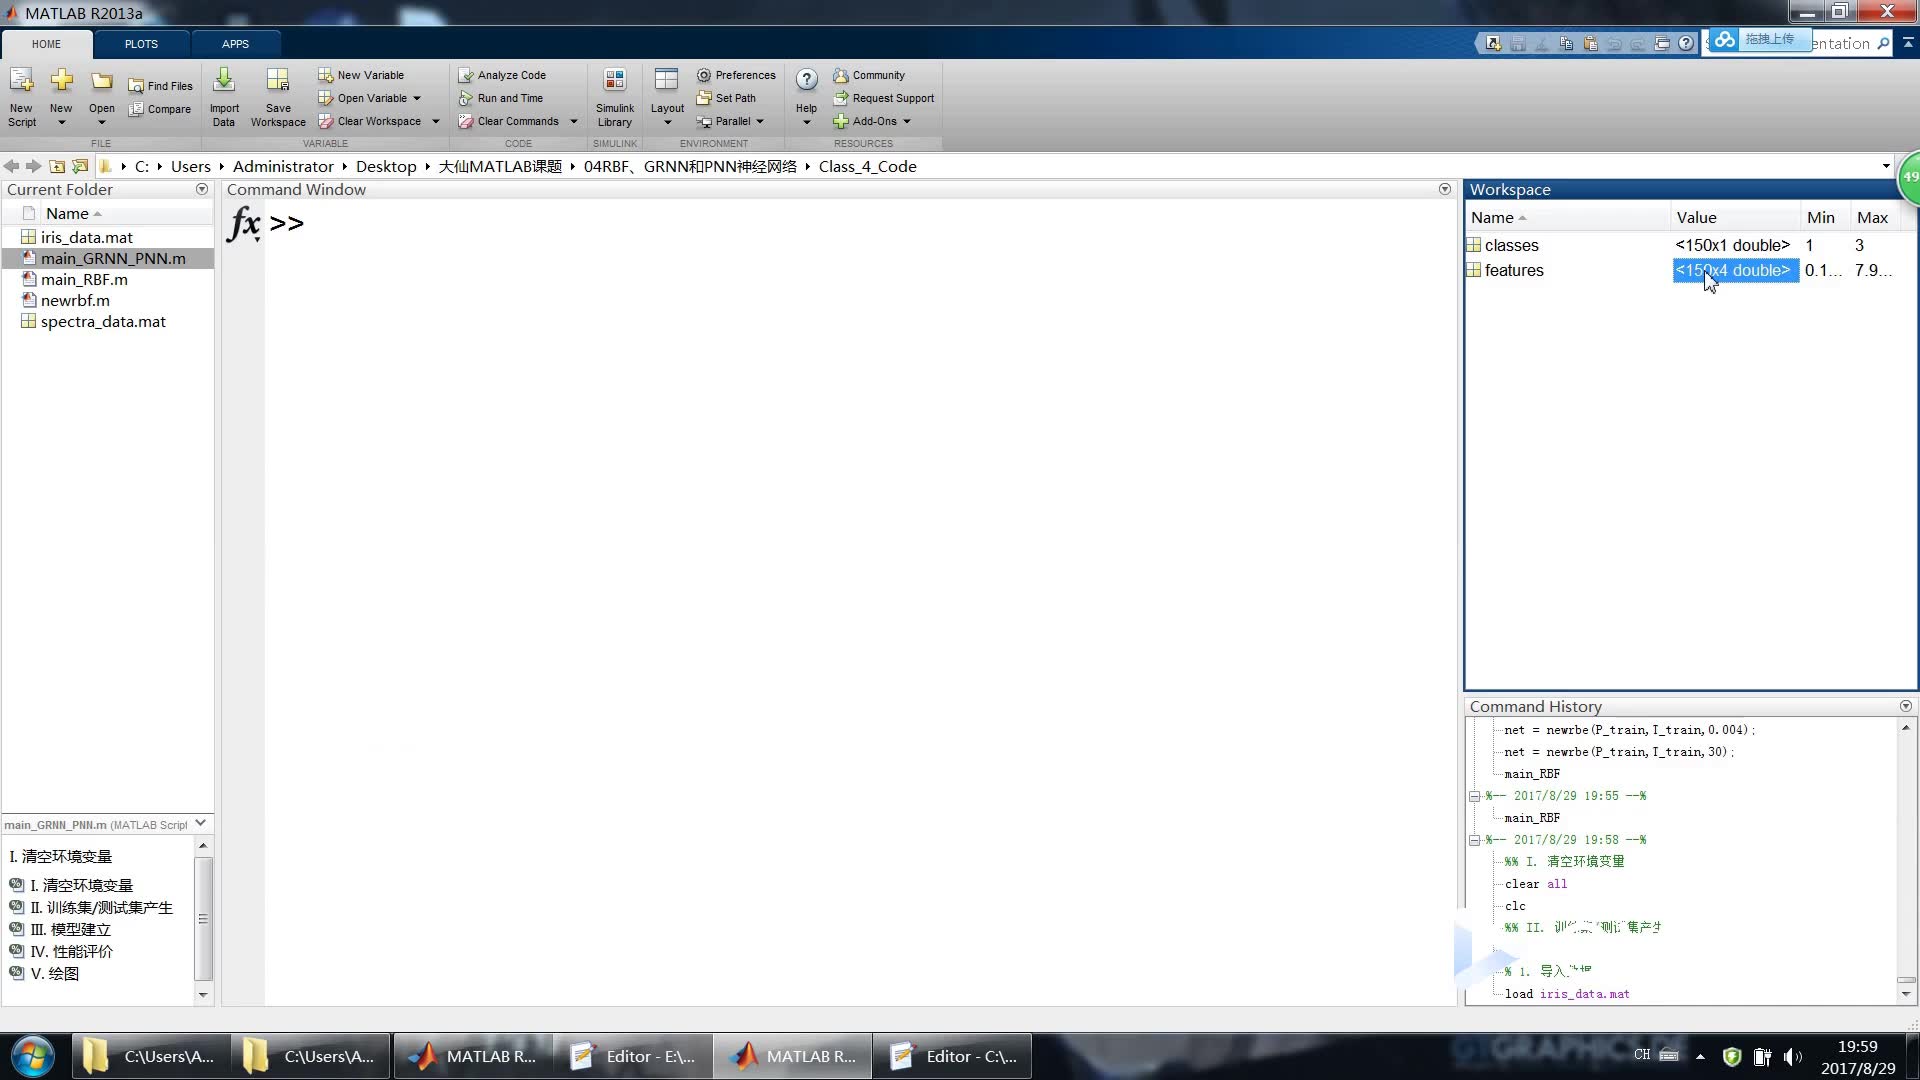 MATLAB R2013a
HOME
PLOTS
APPS
拖拽上传
entation
New Script
New
Open
Find Files
Compare
FILE
Import Data
Save Workspace
New Variable
Open Variable
Clear Workspace
VARIABLE
Analyze Code
Run and Time
Clear Commands
CODE
Simulink Library
SIMULINK
Layout
Preferences
Set Path
Parallel
ENVIRONMENT
Help
Community
Request Support
Add-Ons
RESOURCES
C: Users Administrator Desktop 大仙MATLAB课题 04RBF、GRNN和PNN神经网络 Class_4_Code
49
Current Folder
Name
iris_data.mat
main_GRNN_PNN.m
main_RBF.m
newrbf.m
spectra_data.mat
main_GRNN_PNN.m (MATLAB Script
I. 清空环境变量
I. 清空环境变量
II. 训练集/测试集产生
III. 模型建立
IV. 性能评价
V. 绘图
Command Window
fx >>
Workspace
Name Value Min Max
classes <150x1 double> 1 3
features <150x4 double> 0.1... 7.9...
Command History
net = newrbe(P_train,I_train,0.004);
net = newrbe(P_train,I_train,30);
main_RBF
%-- 2017/8/29 19:55 --%
main_RBF
%-- 2017/8/29 19:58 --%
%% I. 清空环境变量
clear all
clc
%% II. 训练集/测试集产生
% 1. 导入数据
load iris_data.mat
C:\Users\A...
C:\Users\A...
MATLAB R...
Editor - E:\...
MATLAB R...
Editor - C:\...
CH
19:59
2017/8/29